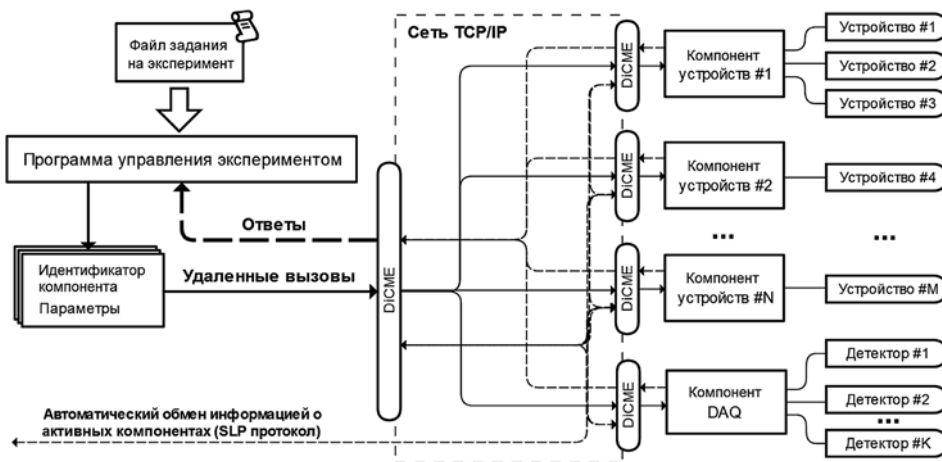 Файл задания
на эксперимент
Программа управления экспериментом
Ответы
Идентификатор
компонента
Параметры
Удаленные вызовы
Автоматический обмен информацией о
активных компонентах (SLP протокол)
Сеть TCP/IP
DiCME
DiCME
Компонент
устройств #1
Устройство #1
Устройство #2
Устройство #3
DiCME
Компонент
устройств #2
Устройство #4
...
...
DiCME
Компонент
устройств #N
Устройство #M
DiCME
Компонент
DAQ
Детектор #1
Детектор #2
...
Детектор #K